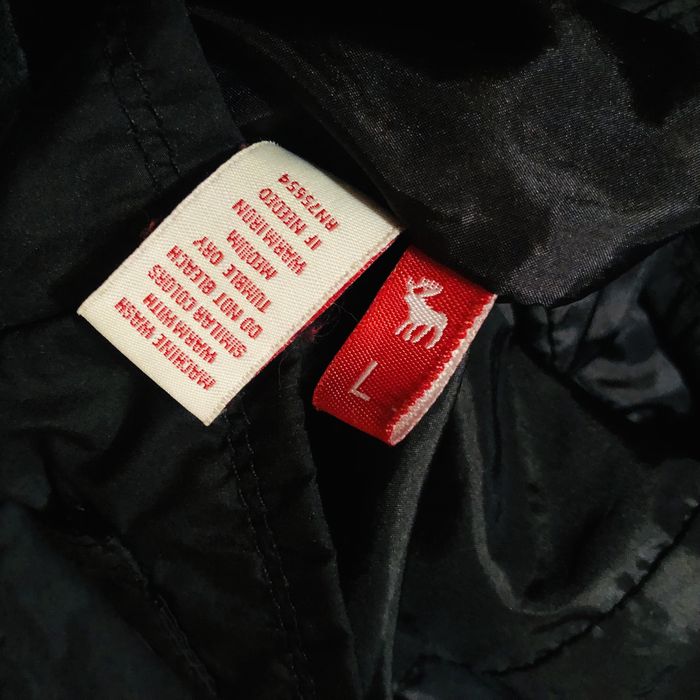 MACHINE WASH
WARM WITH
SIMILAR COLORS
DO NOT BLEACH
TUMBLE DRY
MEDIUM
WARM IRON
IF NEEDED
RN75654
L